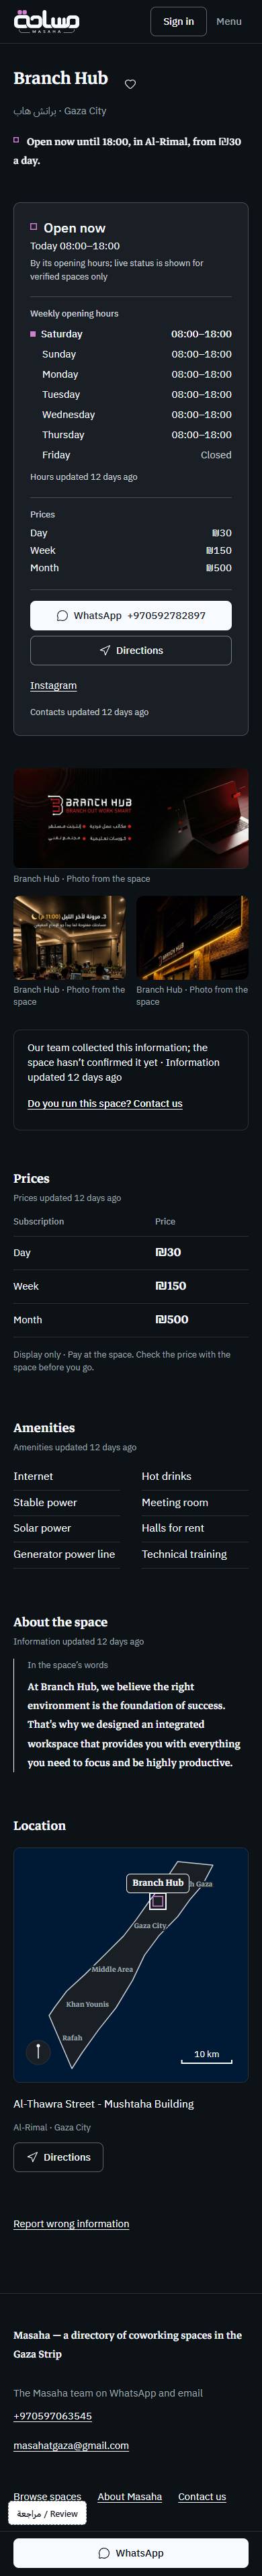 مساحة
MASAHA
Sign in
Menu
Branch Hub
برانش هاب · Gaza City
Open now until 18:00, in Al-Rimal, from ₪30
a day.
Open now
Today 08:00–18:00
By its opening hours; live status is shown for
verified spaces only
Weekly opening hours
Saturday 08:00–18:00
Sunday 08:00–18:00
Monday 08:00–18:00
Tuesday 08:00–18:00
Wednesday 08:00–18:00
Thursday 08:00–18:00
Friday Closed
Hours updated 12 days ago
Prices
Day ₪30
Week ₪150
Month ₪500
WhatsApp +970592782897
Directions
Instagram
Contacts updated 12 days ago
BRANCH HUB
BRANCH OUT WORK SMART
Branch Hub · Photo from the space
Branch Hub · Photo from the
space
Branch Hub · Photo from the
space
Our team collected this information; the
space hasn't confirmed it yet · Information
updated 12 days ago
Do you run this space? Contact us
Prices
Prices updated 12 days ago
Subscription Price
Day ₪30
Week ₪150
Month ₪500
Display only · Pay at the space. Check the price with the
space before you go.
Amenities
Amenities updated 12 days ago
Internet Hot drinks
Stable power Meeting room
Solar power Halls for rent
Generator power line Technical training
About the space
Information updated 12 days ago
In the space's words
At Branch Hub, we believe the right
environment is the foundation of success.
That's why we designed an integrated
workspace that provides you with everything
you need to focus and be highly productive.
Location
Branch Hub
h Gaza
Gaza City
Middle Area
Khan Younis
Rafah
10 km
Al-Thawra Street - Mushtaha Building
Al-Rimal · Gaza City
Directions
Report wrong information
Masaha — a directory of coworking spaces in the
Gaza Strip
The Masaha team on WhatsApp and email
+970597063545
masahatgaza@gmail.com
Browse spaces About Masaha Contact us
مراجعة / Review
WhatsApp